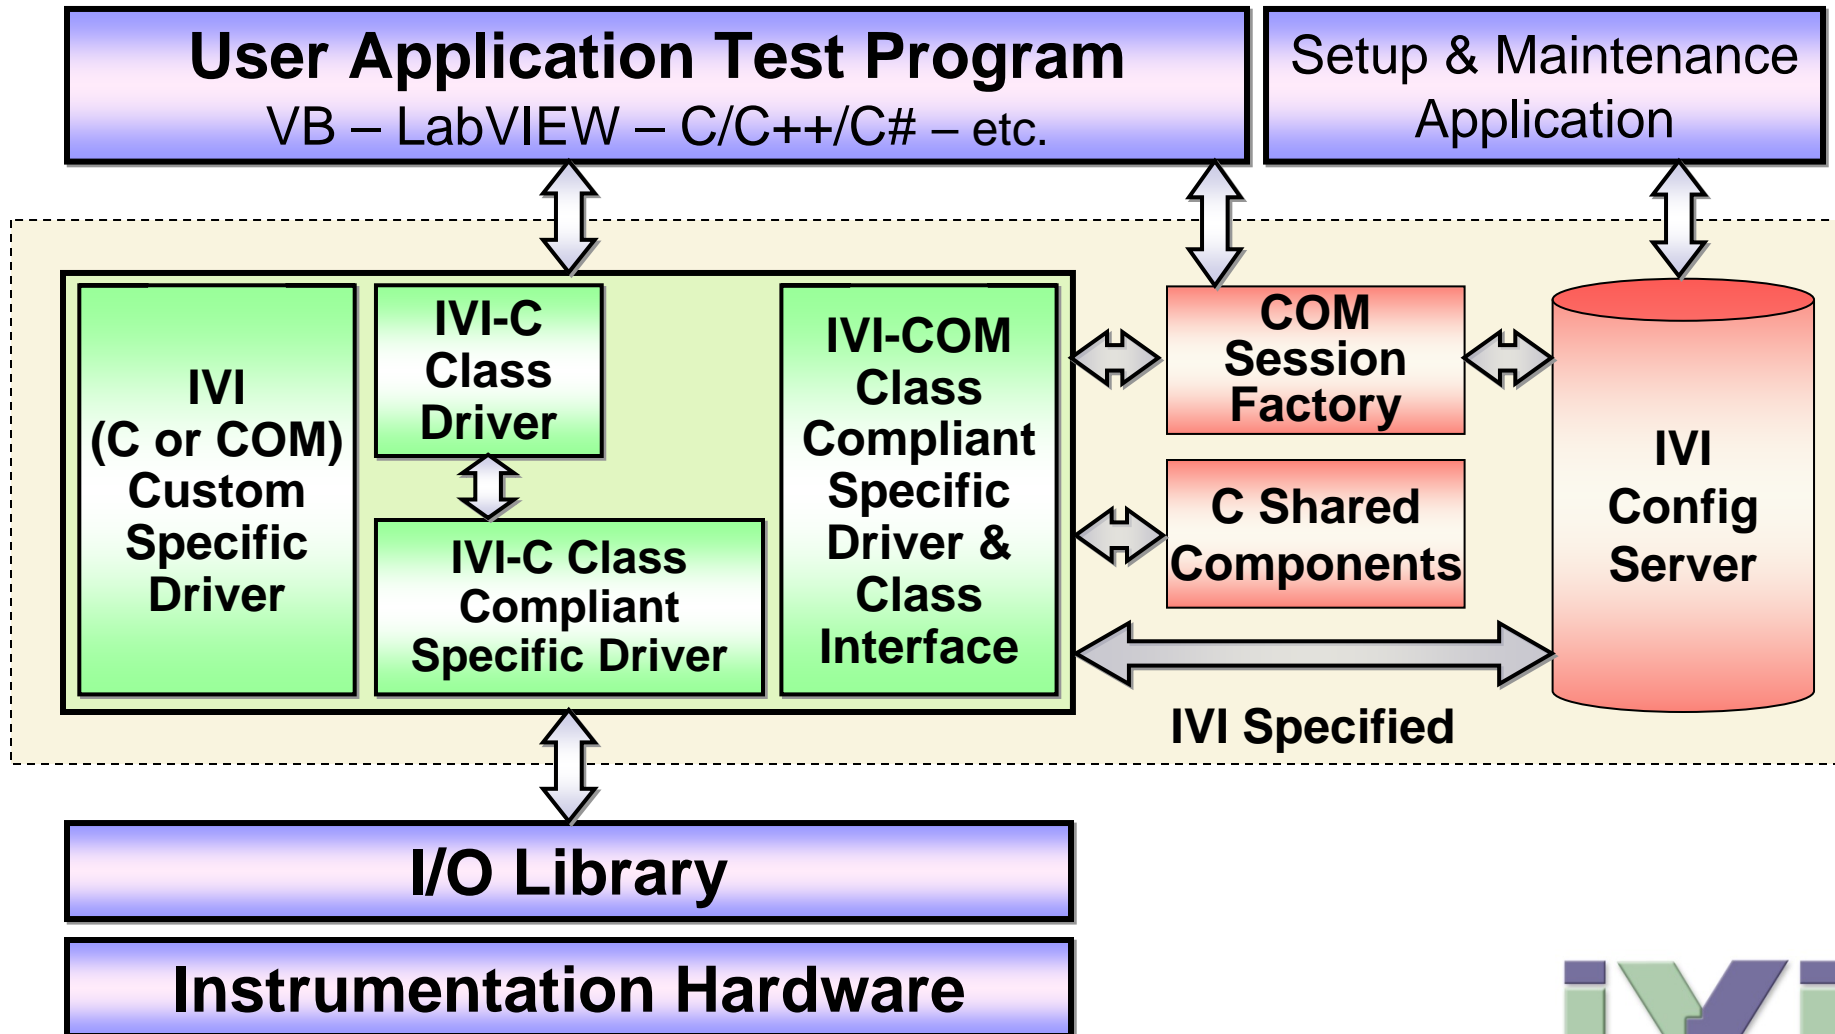 User Application Test Program
VB – LabVIEW – C/C++/C# – etc.
Setup & Maintenance
Application
IVI
(C or COM)
Custom
Specific
Driver
IVI-C
Class
Driver
IVI-C Class
Compliant
Specific Driver
IVI-COM
Class
Compliant
Specific
Driver &
Class
Interface
COM
Session
Factory
C Shared
Components
IVI
Config
Server
IVI Specified
I/O Library
Instrumentation Hardware
IVI